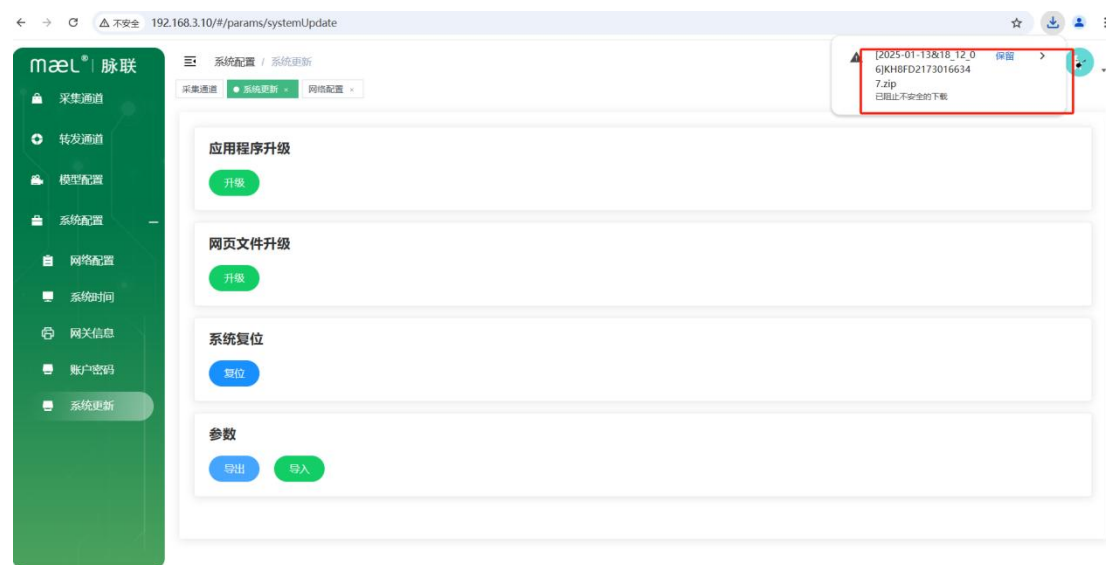 不安全 192.168.3.10/#/params/systemUpdate
mæL®|脉联
系统配置 / 系统更新
[2025-01-13&18_12_0
6]KH8FD2173016634
7.zip
已阻止不安全的下载
保留
采集通道 系统更新 × 网络配置 ×
采集通道
转发通道
模型配置
系统配置
网络配置
系统时间
网关信息
账户密码
系统更新
应用程序升级
升级
网页文件升级
升级
系统复位
复位
参数
导出 导入